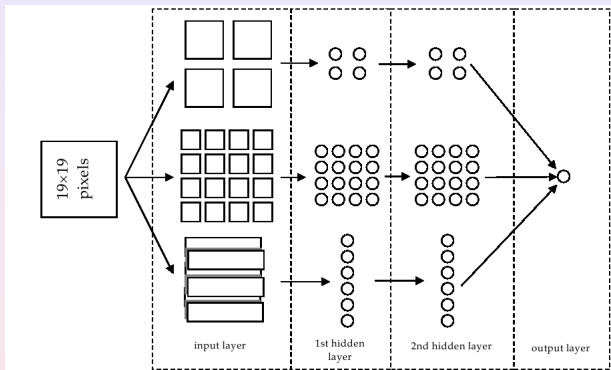 19×19
pixels
input layer
1st hidden
layer
2nd hidden layer
output layer